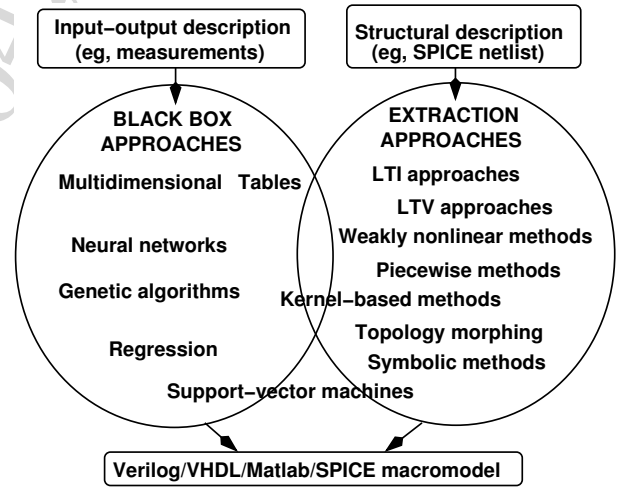 Input−output description
(eg, measurements)
Structural description
(eg, SPICE netlist)
BLACK BOX
APPROACHES
Multidimensional Tables
Neural networks
Genetic algorithms
Regression
Support−vector machines
EXTRACTION
APPROACHES
LTI approaches
LTV approaches
Weakly nonlinear methods
Piecewise methods
Kernel−based methods
Topology morphing
Symbolic methods
Verilog/VHDL/Matlab/SPICE macromodel